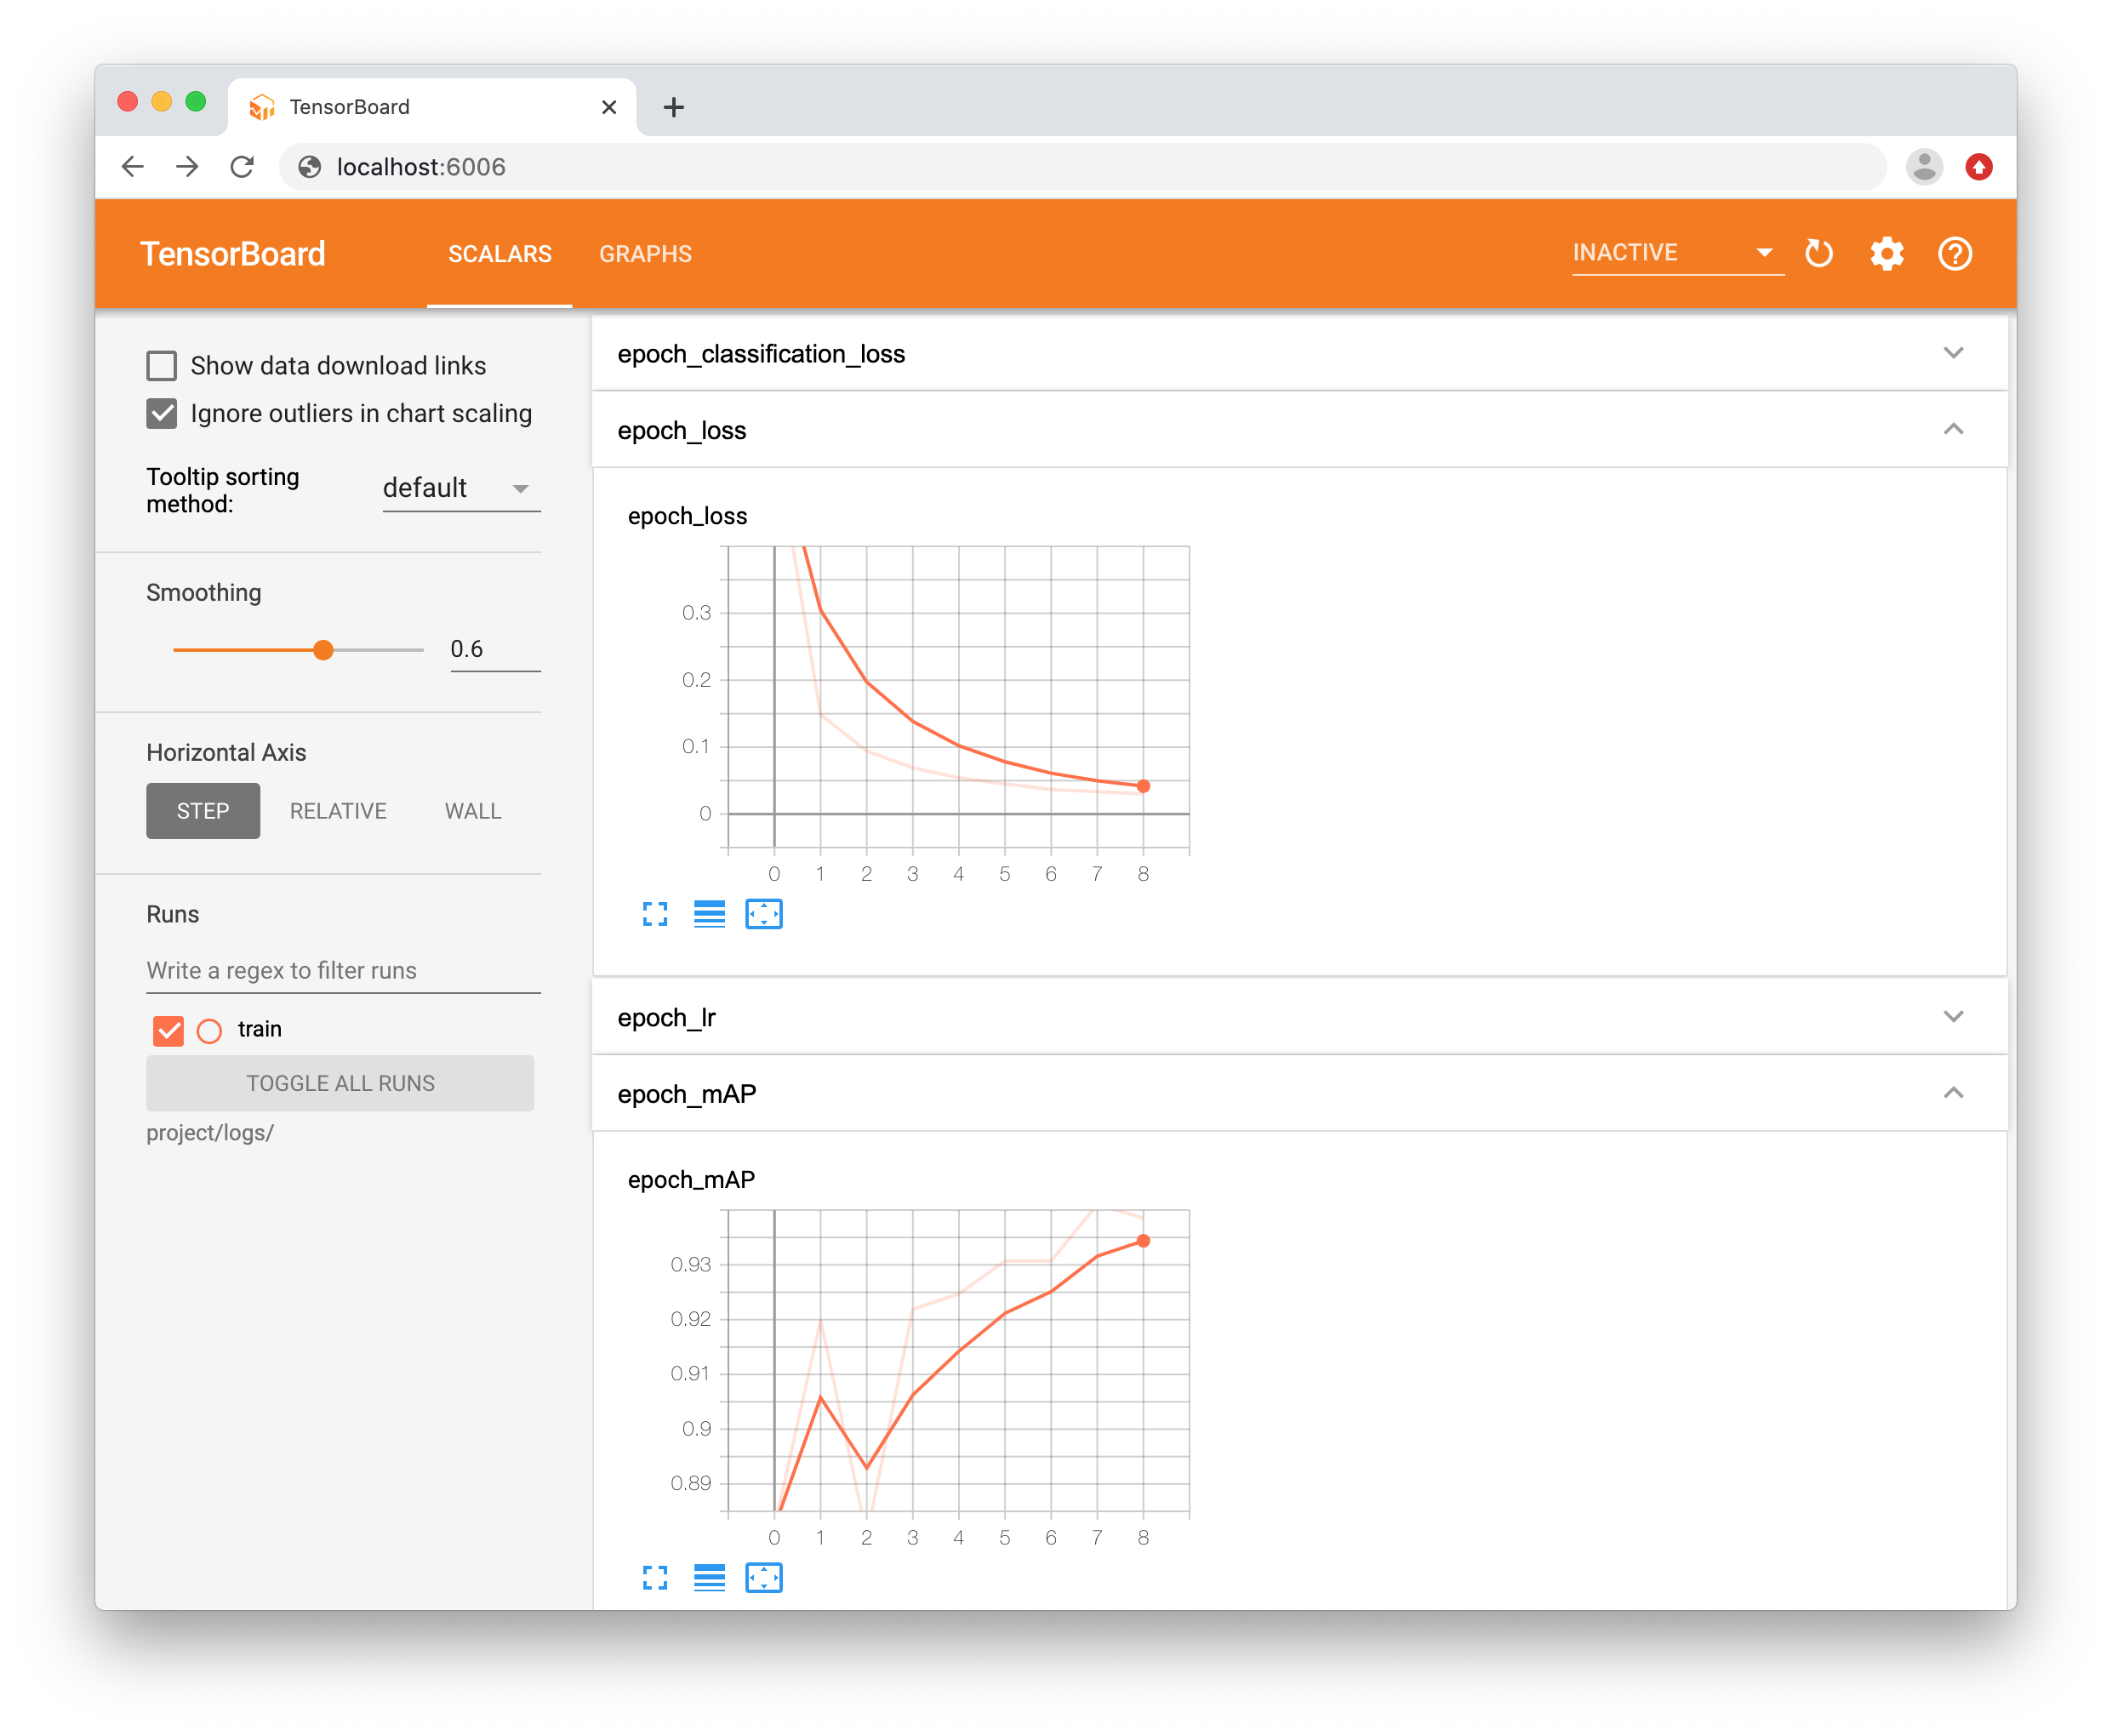 TensorBoard
localhost:6006
TensorBoard
SCALARS
GRAPHS
INACTIVE
Show data download links
Ignore outliers in chart scaling
Tooltip sorting
method:
default
Smoothing
0.6
Horizontal Axis
STEP
RELATIVE
WALL
Runs
Write a regex to filter runs
train
TOGGLE ALL RUNS
project/logs/
epoch_classification_loss
epoch_loss
epoch_loss
0.3
0.2
0.1
0
0 1 2 3 4 5 6 7 8
epoch_lr
epoch_mAP
epoch_mAP
0.93
0.92
0.91
0.9
0.89
0 1 2 3 4 5 6 7 8